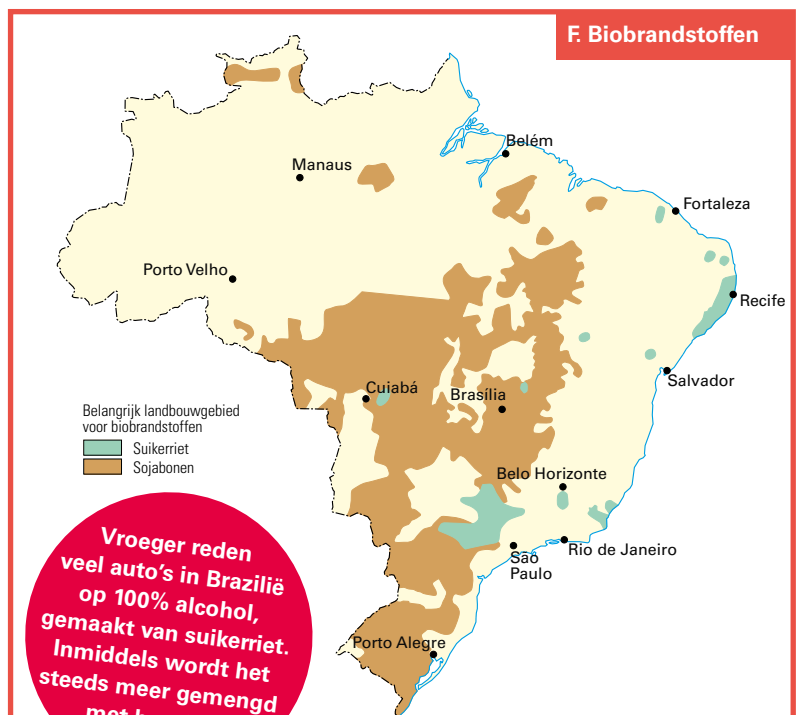 F. Biobrandstoffen
Belém
Manaus
Fortaleza
Porto Velho
Recife
Salvador
Cuiabá
Brasília
Belangrijk landbouwgebied
voor biobrandstoffen
Suikerriet
Sojabonen
Belo Horizonte
Rio de Janeiro
São
Paulo
Porto Alegre
Vroeger reden
veel auto's in Brazilië
op 100% alcohol,
gemaakt van suikerriet.
Inmiddels wordt het
steeds meer gemengd
met